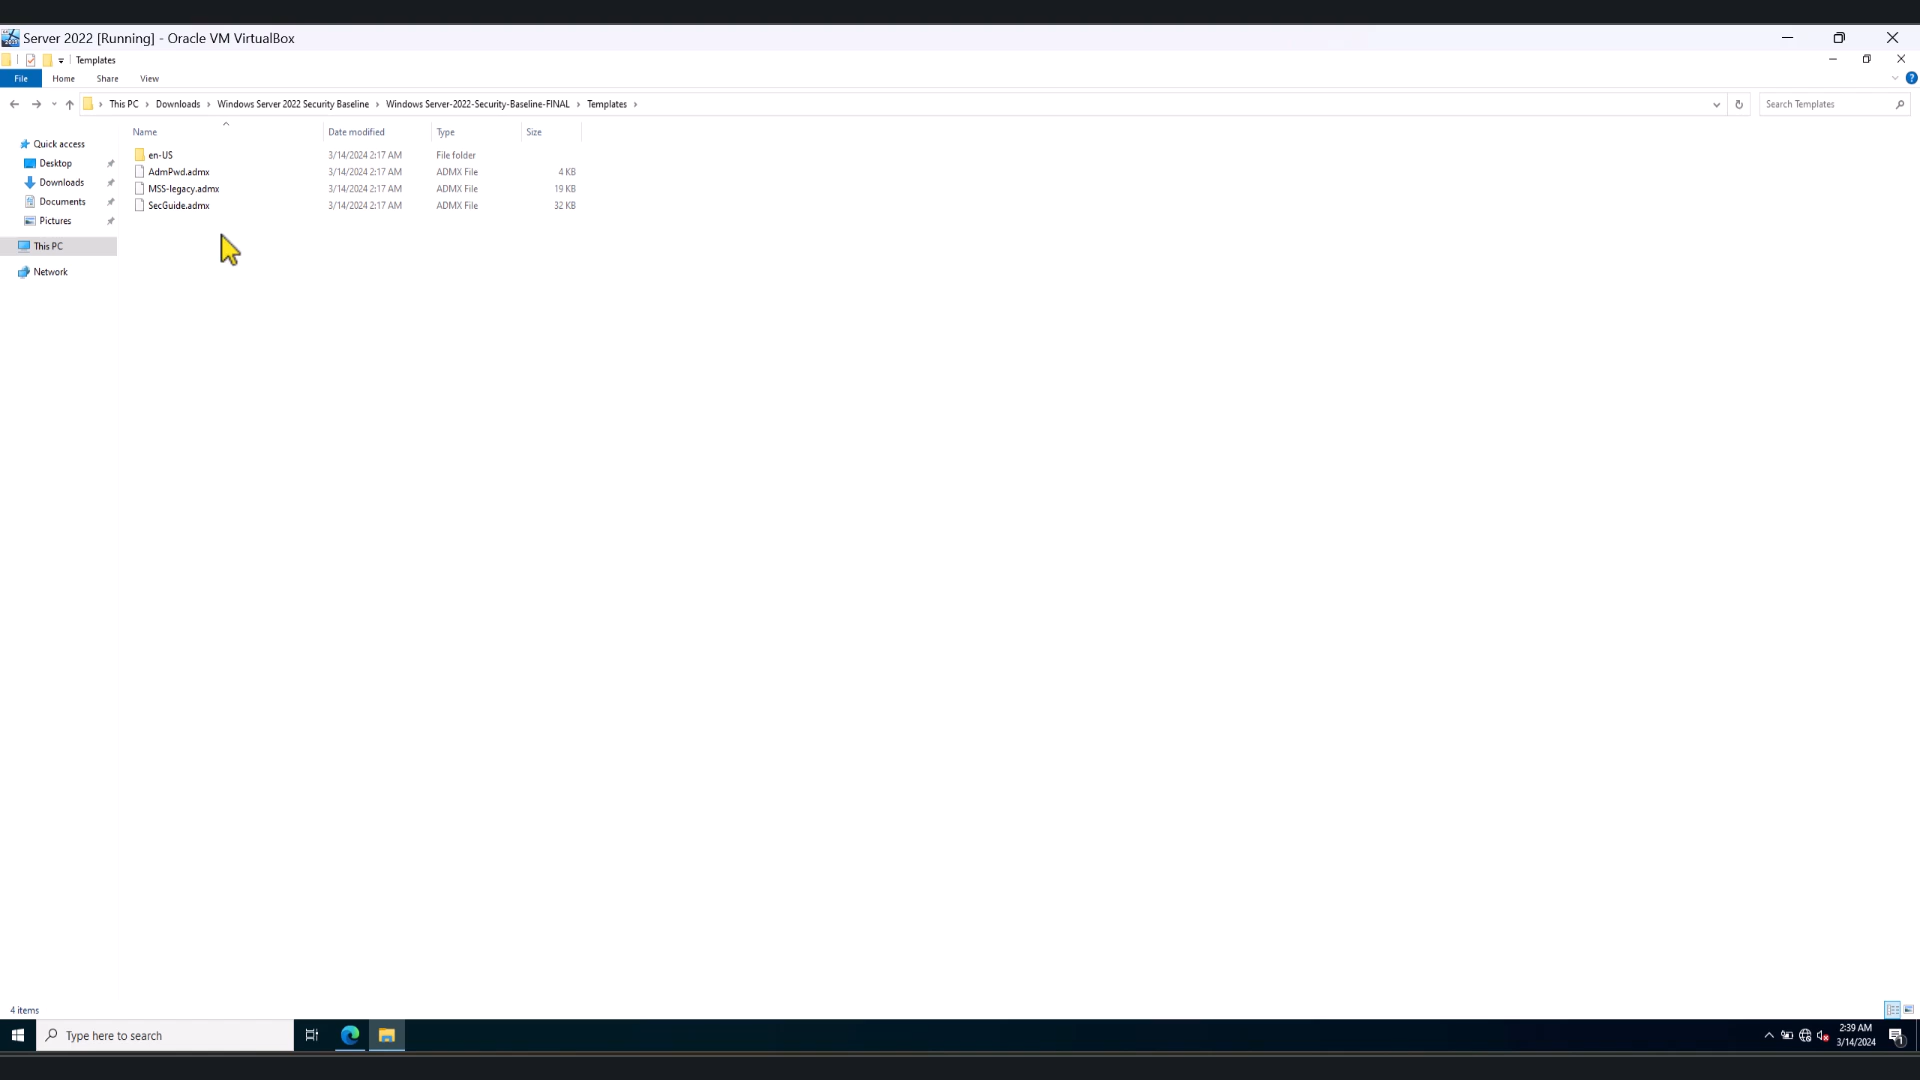 Server 2022 [Running] - Oracle VM VirtualBox
Templates
File Home Share View
This PC > Downloads > Windows Server 2022 Security Baseline > Windows Server-2022-Security-Baseline-FINAL > Templates >
Search Templates
Name Date modified Type Size
Quick access
Desktop
Downloads
Documents
Pictures
This PC
Network
en-US 3/14/2024 2:17 AM File folder
AdmPwd.admx 3/14/2024 2:17 AM ADMX File 4 KB
MSS-legacy.admx 3/14/2024 2:17 AM ADMX File 19 KB
SecGuide.admx 3/14/2024 2:17 AM ADMX File 32 KB
4 items
Type here to search
2:39 AM
3/14/2024
1